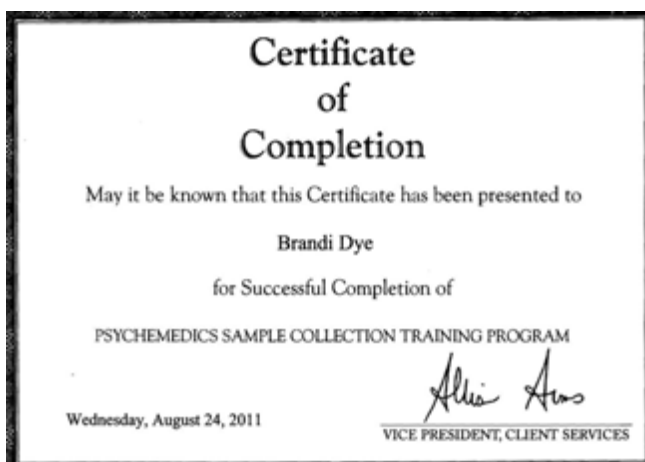 Certificate
of
Completion
May it be known that this Certificate has been presented to
Brandi Dye
for Successful Completion of
PSYCHEMEDICS SAMPLE COLLECTION TRAINING PROGRAM
Wednesday, August 24, 2011
VICE PRESIDENT, CLIENT SERVICES